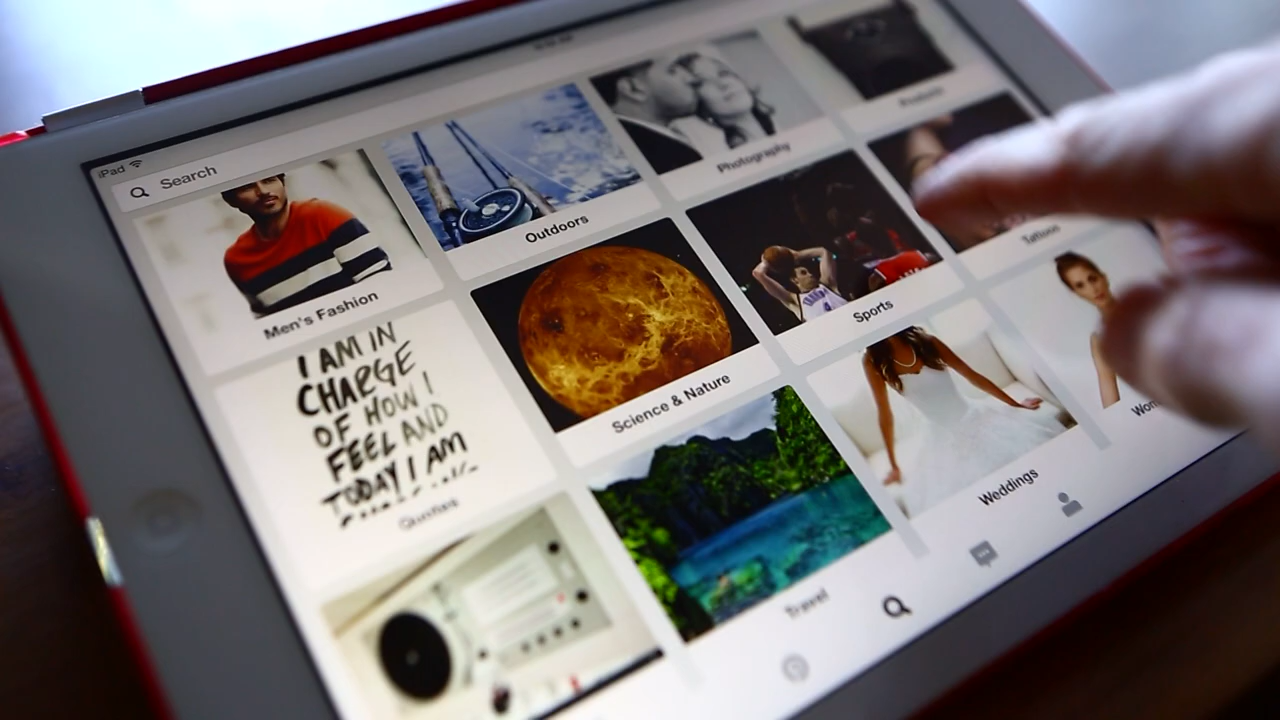 iPad
Search
Men's Fashion
Outdoors
Photography
Products
I AM IN
CHARGE
OF HOW I
FEEL AND
TODAY I AM
Quotes
Science & Nature
Sports
Tattoos
Travel
Weddings